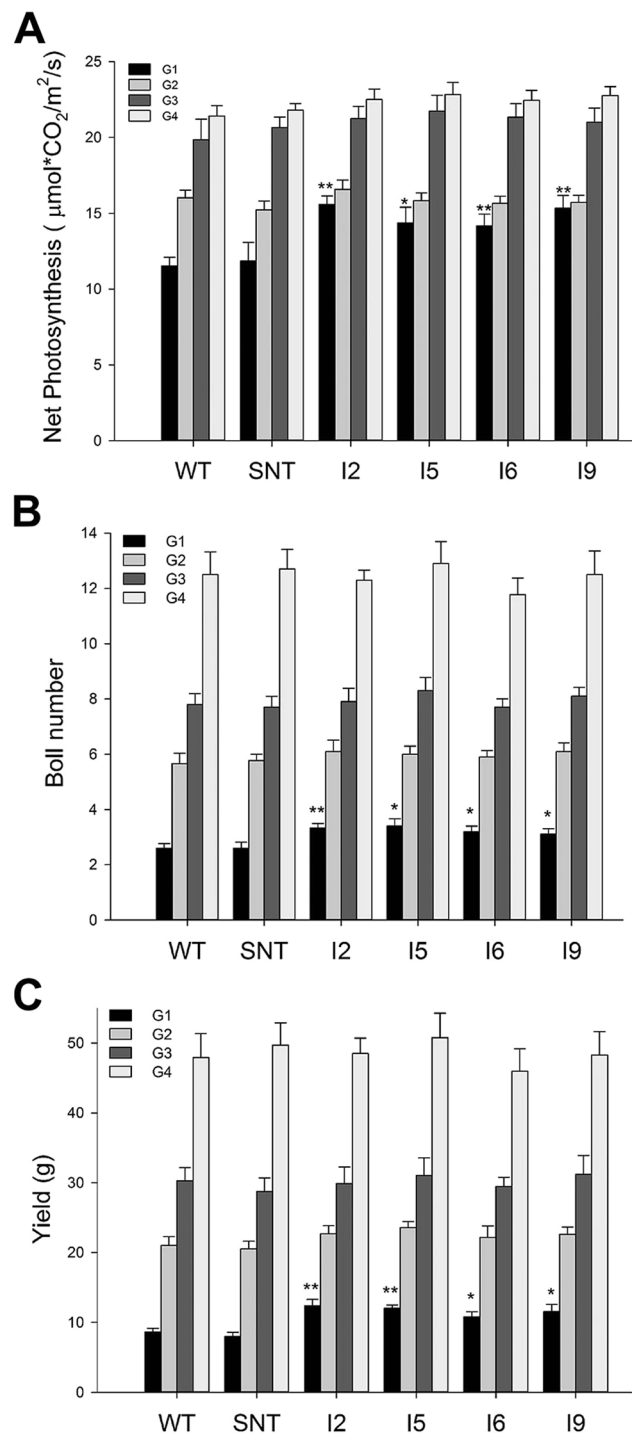 A
Net Photosynthesis ( μmol*CO2/m²/s)
25
20
15
10
5
0
G1
G2
G3
G4
**
*
**
**
WT SNT I2 I5 I6 I9
B
Boll number
14
12
10
8
6
4
2
0
G1
G2
G3
G4
**
*
*
*
WT SNT I2 I5 I6 I9
C
Yield (g)
50
40
30
20
10
0
G1
G2
G3
G4
**
**
*
*
WT SNT I2 I5 I6 I9